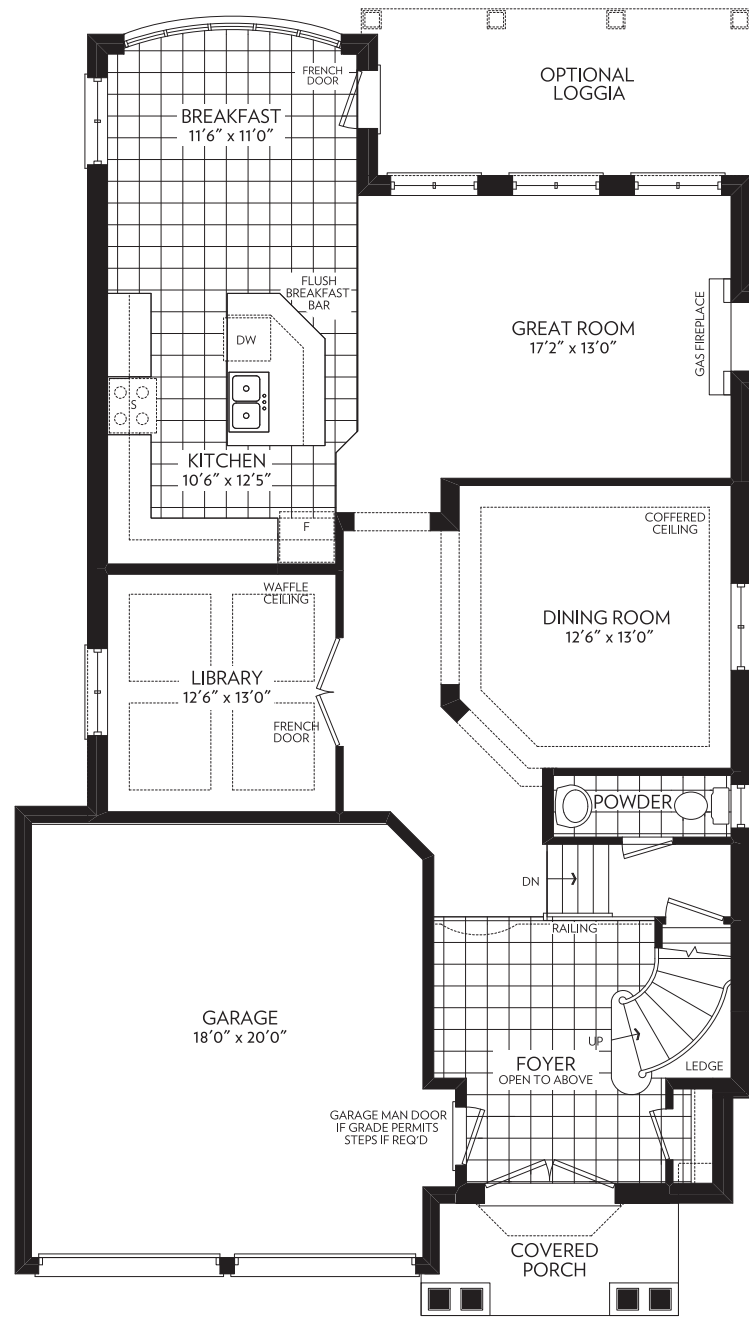 FRENCH
DOOR
OPTIONAL
LOGGIA
BREAKFAST
11'6" x 11'0"
FLUSH
BREAKFAST
BAR
DW
GREAT ROOM
17'2" x 13'0"
GAS FIREPLACE
S
KITCHEN
10'6" x 12'5"
F
COFFERED
CEILING
WAFFLE
CEILING
DINING ROOM
12'6" x 13'0"
LIBRARY
12'6" x 13'0"
FRENCH
DOOR
POWDER
DN
RAILING
GARAGE
18'0" x 20'0"
UP
LEDGE
FOYER
OPEN TO ABOVE
GARAGE MAN DOOR
IF GRADE PERMITS
STEPS IF REQ'D
COVERED
PORCH